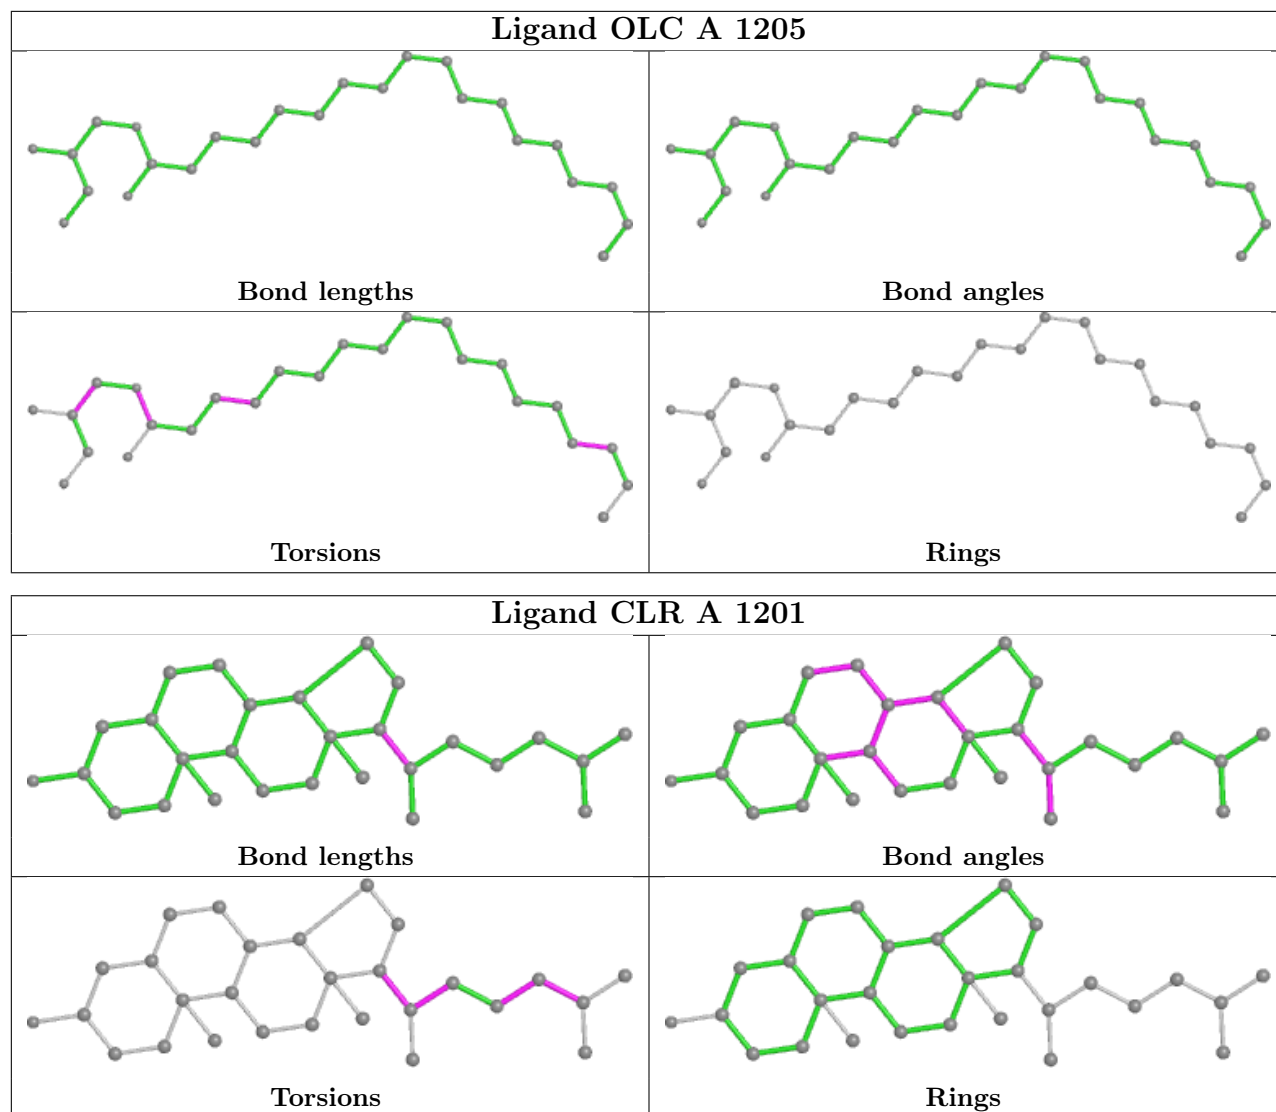 Ligand OLC A 1205
Bond lengths
Bond angles
Torsions
Rings
Ligand CLR A 1201
Bond lengths
Bond angles
Torsions
Rings